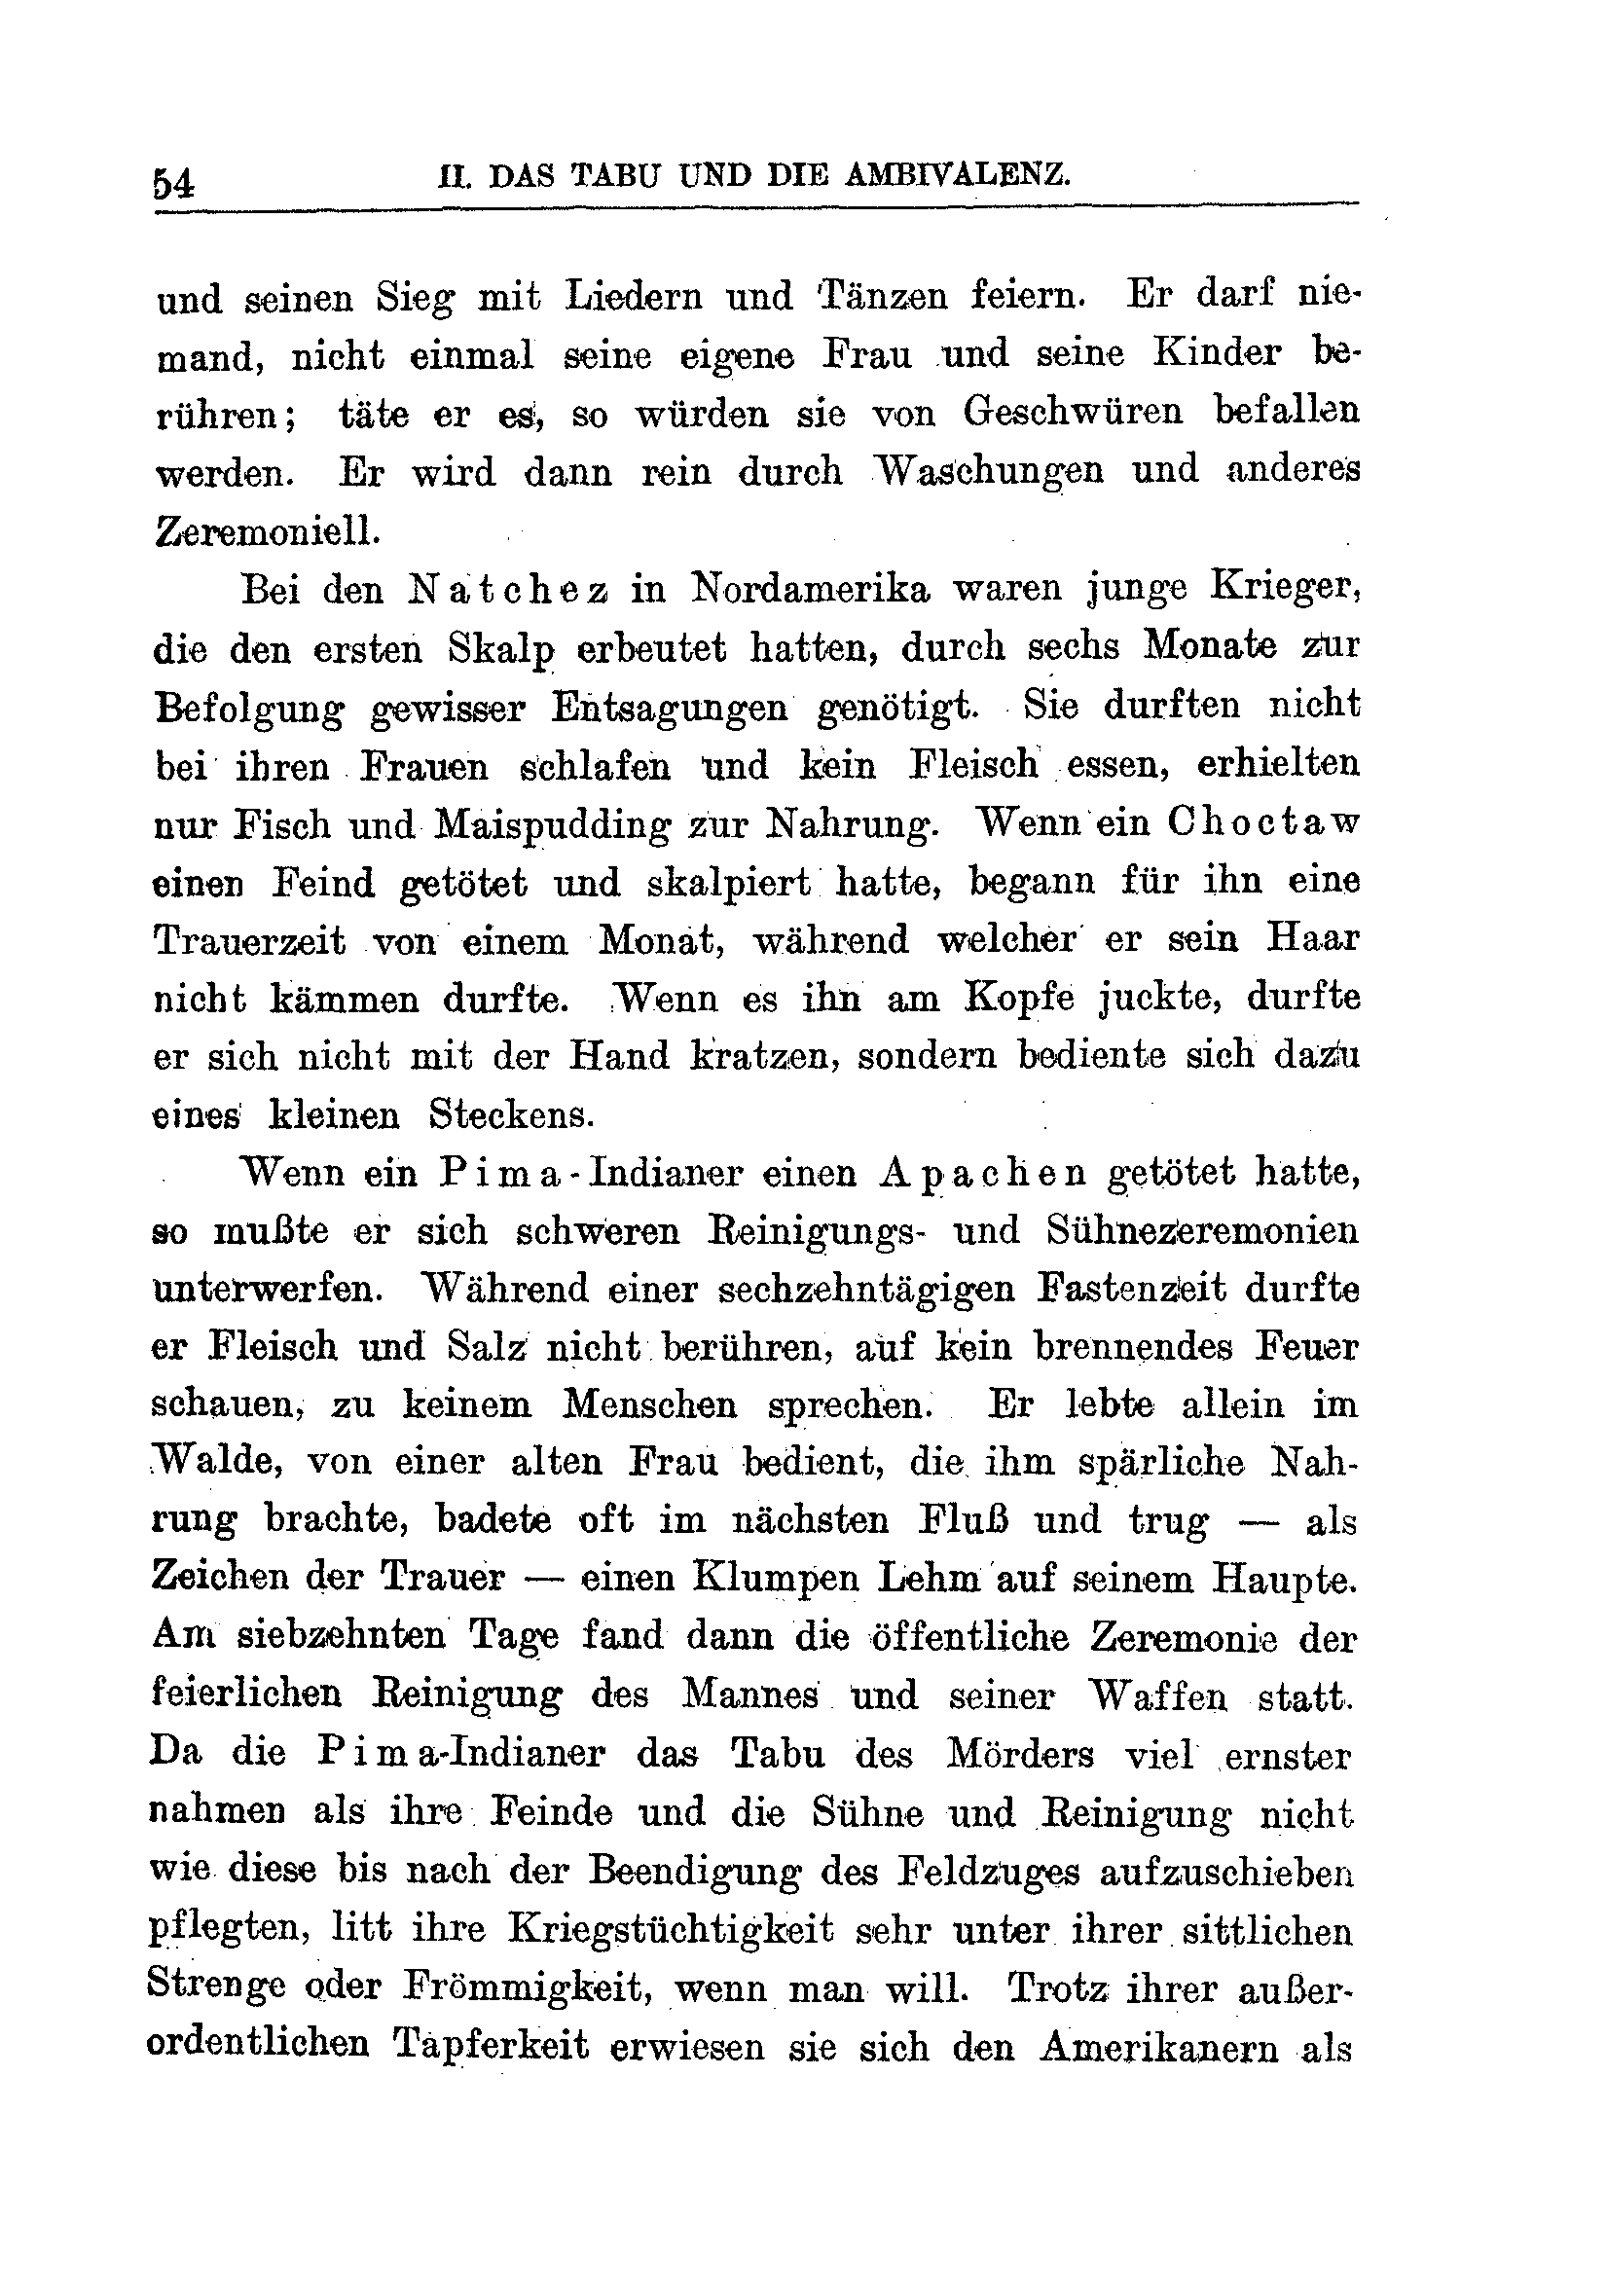 54
II. DAS TABU UND DIE AMBIVALENZ.
und seinen Sieg mit Liedern und Tänzen feiern. Er darf nie-
mand, nicht einmal seine eigene Frau und seine Kinder be-
rühren; täte er es, so würden sie von Geschwüren befallen
werden. Er wird dann rein durch Waschungen und anderes
Zeremoniell.
Bei den Natchez in Nordamerika waren junge Krieger,
die den ersten Skalp erbeutet hatten, durch sechs Monate zur
Befolgung gewisser Entsagungen genötigt. Sie durften nicht
bei ihren Frauen schlafen und kein Fleisch essen, erhielten
nur Fisch und Maispudding zur Nahrung. Wenn ein Choctaw
einen Feind getötet und skalpiert hatte, begann für ihn eine
Trauerzeit von einem Monat, während welcher er sein Haar
nicht kämmen durfte. Wenn es ihn am Kopfe juckte, durfte
er sich nicht mit der Hand kratzen, sondern bediente sich dazu
eines kleinen Steckens.
Wenn ein Pima-Indianer einen Apachen getötet hatte,
so mußte er sich schweren Reinigungs- und Sühnezeremonien
unterwerfen. Während einer sechzehntägigen Fastenzeit durfte
er Fleisch und Salz nicht berühren, auf kein brennendes Feuer
schauen, zu keinem Menschen sprechen. Er lebte allein im
Walde, von einer alten Frau bedient, die ihm spärliche Nah-
rung brachte, badete oft im nächsten Fluß und trug — als
Zeichen der Trauer — einen Klumpen Lehm auf seinem Haupte.
Am siebzehnten Tage fand dann die öffentliche Zeremonie der
feierlichen Reinigung des Mannes und seiner Waffen statt.
Da die Pima-Indianer das Tabu des Mörders viel ernster
nahmen als ihre Feinde und die Sühne und Reinigung nicht
wie diese bis nach der Beendigung des Feldzuges aufzuschieben
pflegten, litt ihre Kriegstüchtigkeit sehr unter ihrer sittlichen
Strenge oder Frömmigkeit, wenn man will. Trotz ihrer außer-
ordentlichen Tapferkeit erwiesen sie sich den Amerikanern als